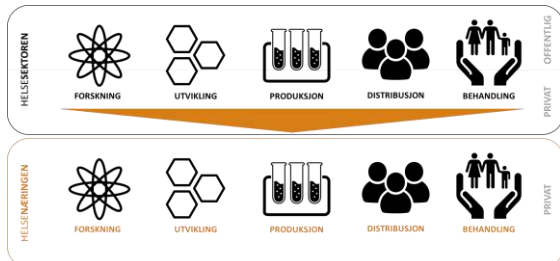 HELSESEKTOREN
FORSKNING
UTVIKLING
PRODUKSJON
DISTRIBUSJON
BEHANDLING
OFFENTLIG
PRIVAT
HELSENÆRINGEN
FORSKNING
UTVIKLING
PRODUKSJON
DISTRIBUSJON
BEHANDLING
PRIVAT